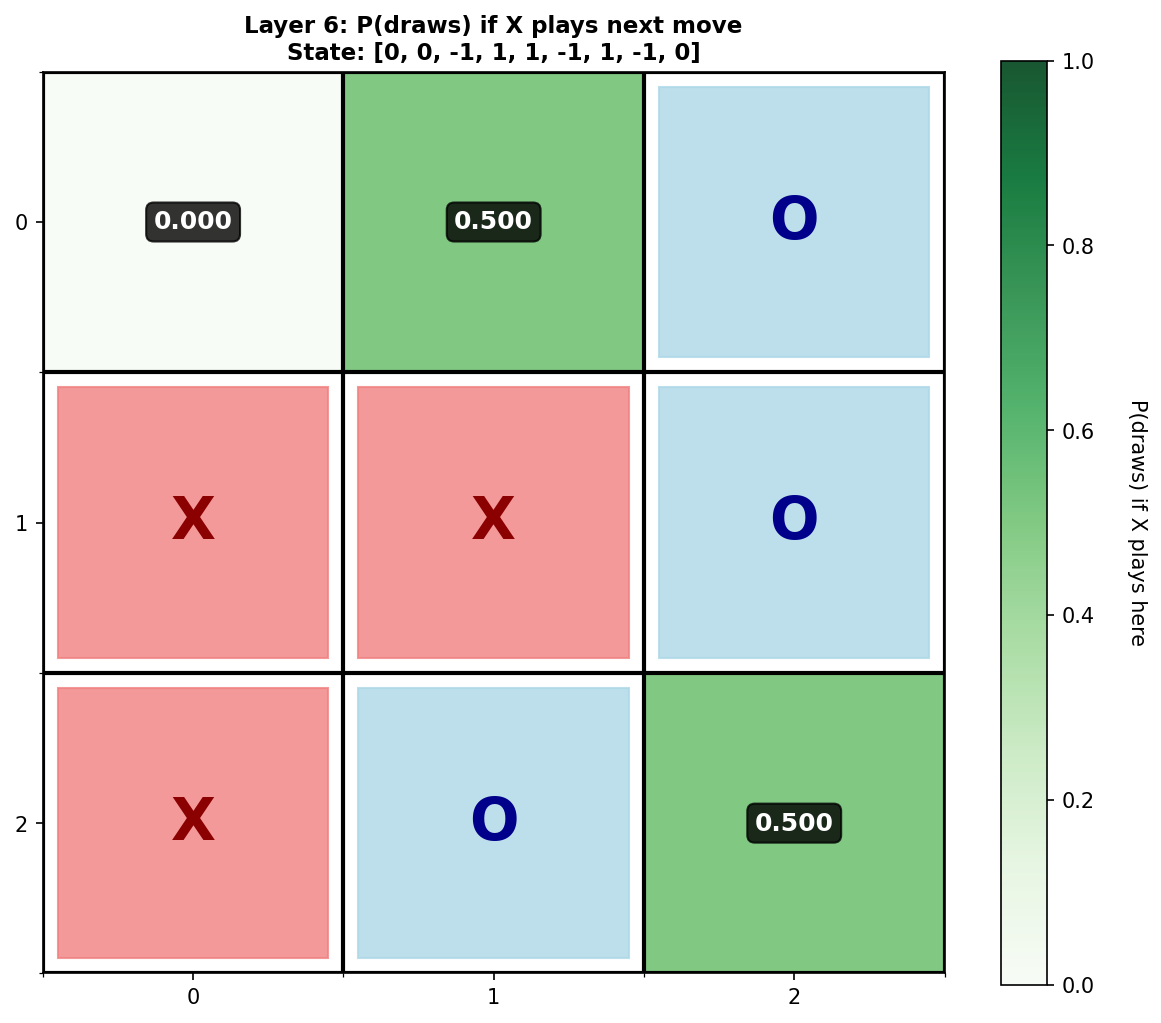 Layer 6: P(draws) if X plays next move
State: [0, 0, -1, 1, 1, -1, 1, -1, 0]
0
0.000
0.500
O
1
X
X
O
2
X
O
0.500
0
1
2
1.0
0.8
0.6
0.4
0.2
0.0
P(draws) if X plays here